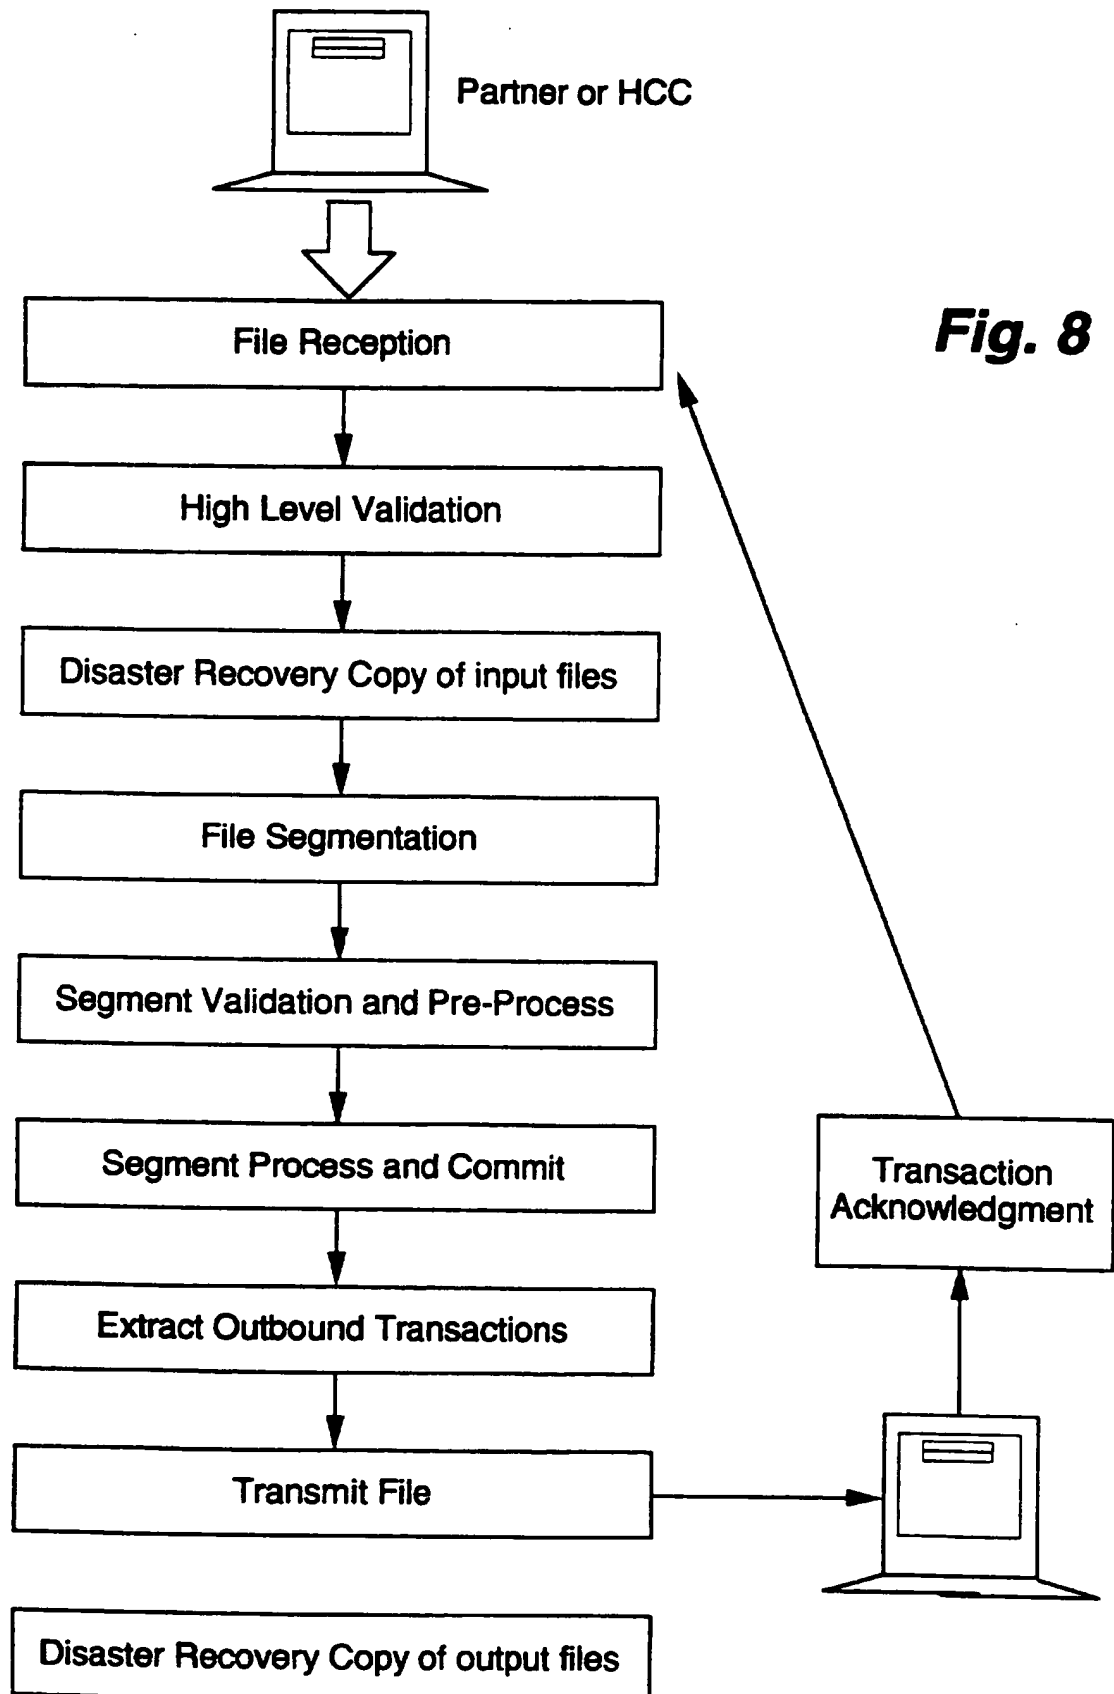 Partner or HCC
Fig. 8
File Reception
High Level Validation
Disaster Recovery Copy of input files
File Segmentation
Segment Validation and Pre-Process
Segment Process and Commit
Transaction
Acknowledgment
Extract Outbound Transactions
Transmit File
Disaster Recovery Copy of output files